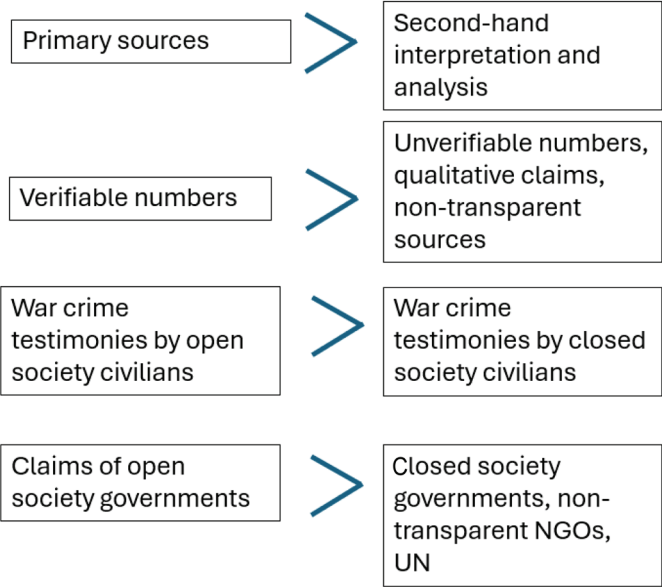 Primary sources
Second-hand
interpretation and
analysis
Verifiable numbers
Unverifiable numbers,
qualitative claims,
non-transparent
sources
War crime
testimonies by open
society civilians
War crime
testimonies by closed
society civilians
Claims of open
society governments
Closed society
governments, non-
transparent NGOs,
UN